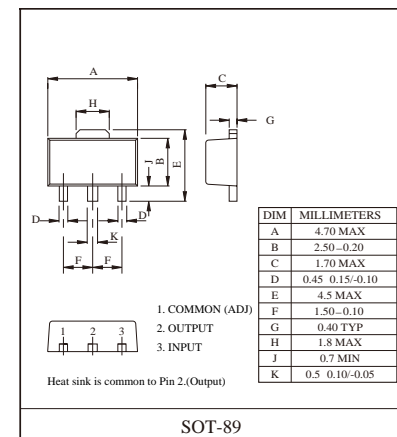 A
H
C
G
J
B
E
D
D
K
F
F
DIM MILLIMETERS
A 4.70 MAX
B 2.50–0.20
C 1.70 MAX
D 0.45 0.15/-0.10
E 4.5 MAX
F 1.50–0.10
G 0.40 TYP
H 1.8 MAX
J 0.7 MIN
K 0.5 0.10/-0.05
1. COMMON (ADJ)
2. OUTPUT
3. INPUT
1 2 3
Heat sink is common to Pin 2.(Output)
SOT-89